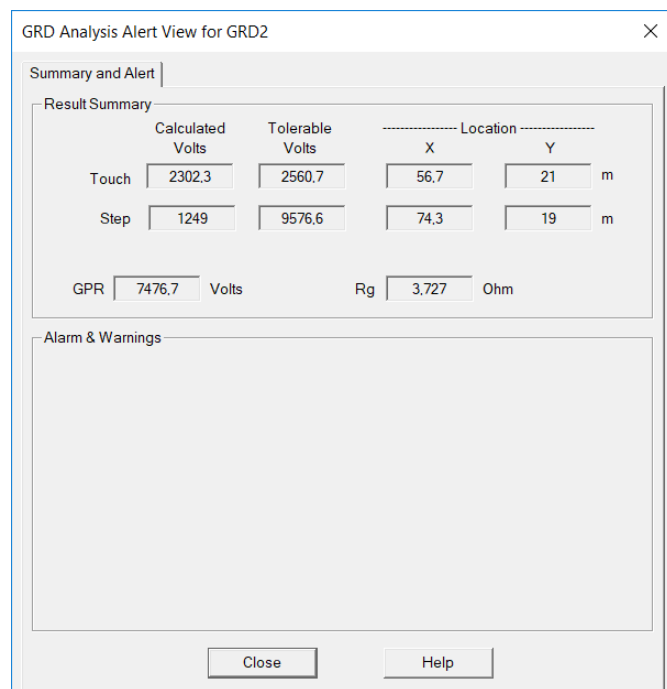 GRD Analysis Alert View for GRD2
Summary and Alert
Result Summary
Calculated Tolerable ----------------- Location -----------------
Volts Volts X Y
Touch 2302,3 2560,7 56,7 21 m
Step 1249 9576,6 74,3 19 m
GPR 7476,7 Volts Rg 3,727 Ohm
Alarm & Warnings
Close Help